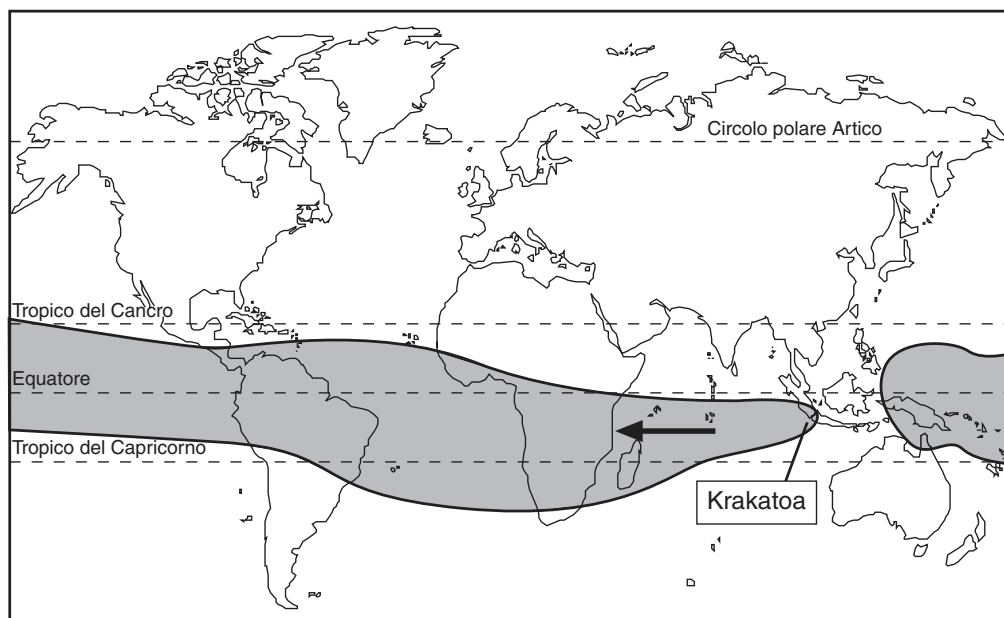 Circolo polare Artico
Tropico del Cancro
Equatore
Tropico del Capricorno
Krakatoa